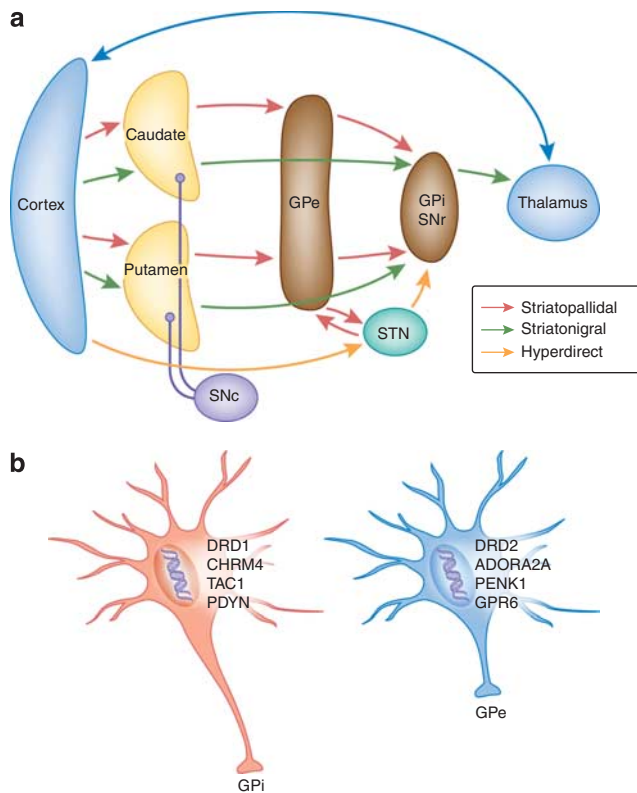 a
Caudate
Cortex
GPe
GPi
SNr
Thalamus
Putamen
STN
SNc
Striatopallidal
Striatonigral
Hyperdirect
b
DRD1
CHRM4
TAC1
PDYN
GPi
DRD2
ADORA2A
PENK1
GPR6
GPe